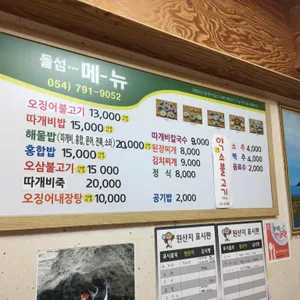 돌섬... 메-뉴
054) 791-9052
오징어불고기 13,000
따개비밥 15,000
해물밥 20,000
홍합밥 15,000
오삼불고기 15,000
따개비죽 20,000
오징어내장탕 10,000
따개비칼국수 9,000
된장찌개 8,000
김치찌개 9,000
정식 8,000
공기밥 2,000
약소불고기
소주 4,000
맥주 4,000
음료수 2,000
원산지 표시판
원산지 표시판